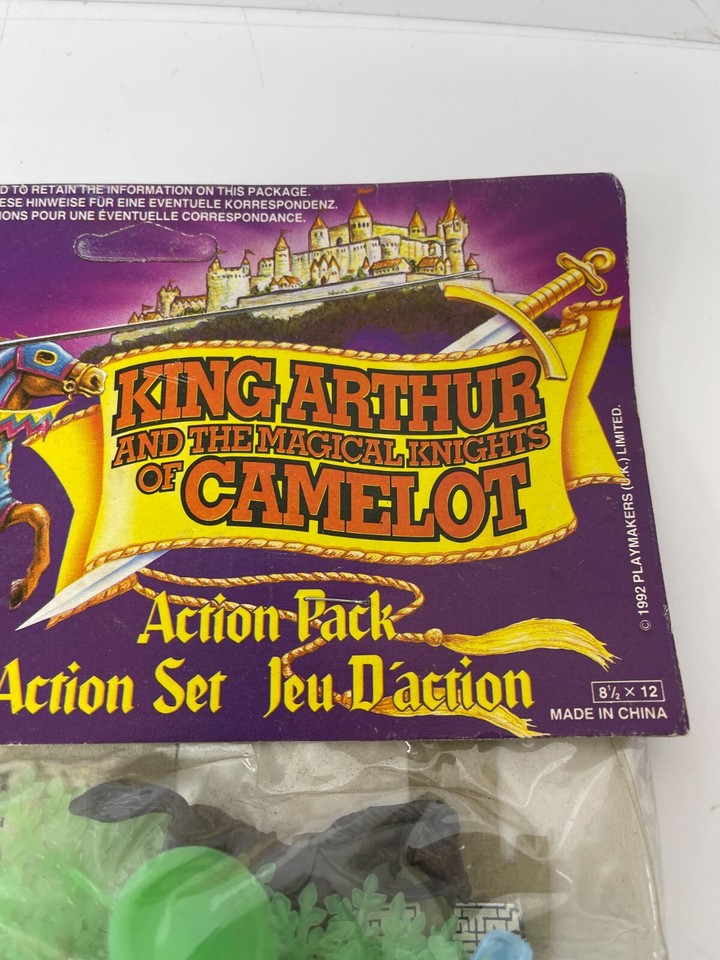 D TO RETAIN THE INFORMATION ON THIS PACKAGE.
ESE HINWEISE FÜR EINE EVENTUELE KORRESPONDENZ.
IONS POUR UNE ÉVENTUELLE CORRESPONDANCE.
KING ARTHUR
AND THE MAGICAL KNIGHTS
OF CAMELOT
Action Pack
Action Set Jeu D'action
© 1992 PLAYMAKERS (U.K.) LIMITED.
8½ × 12
MADE IN CHINA